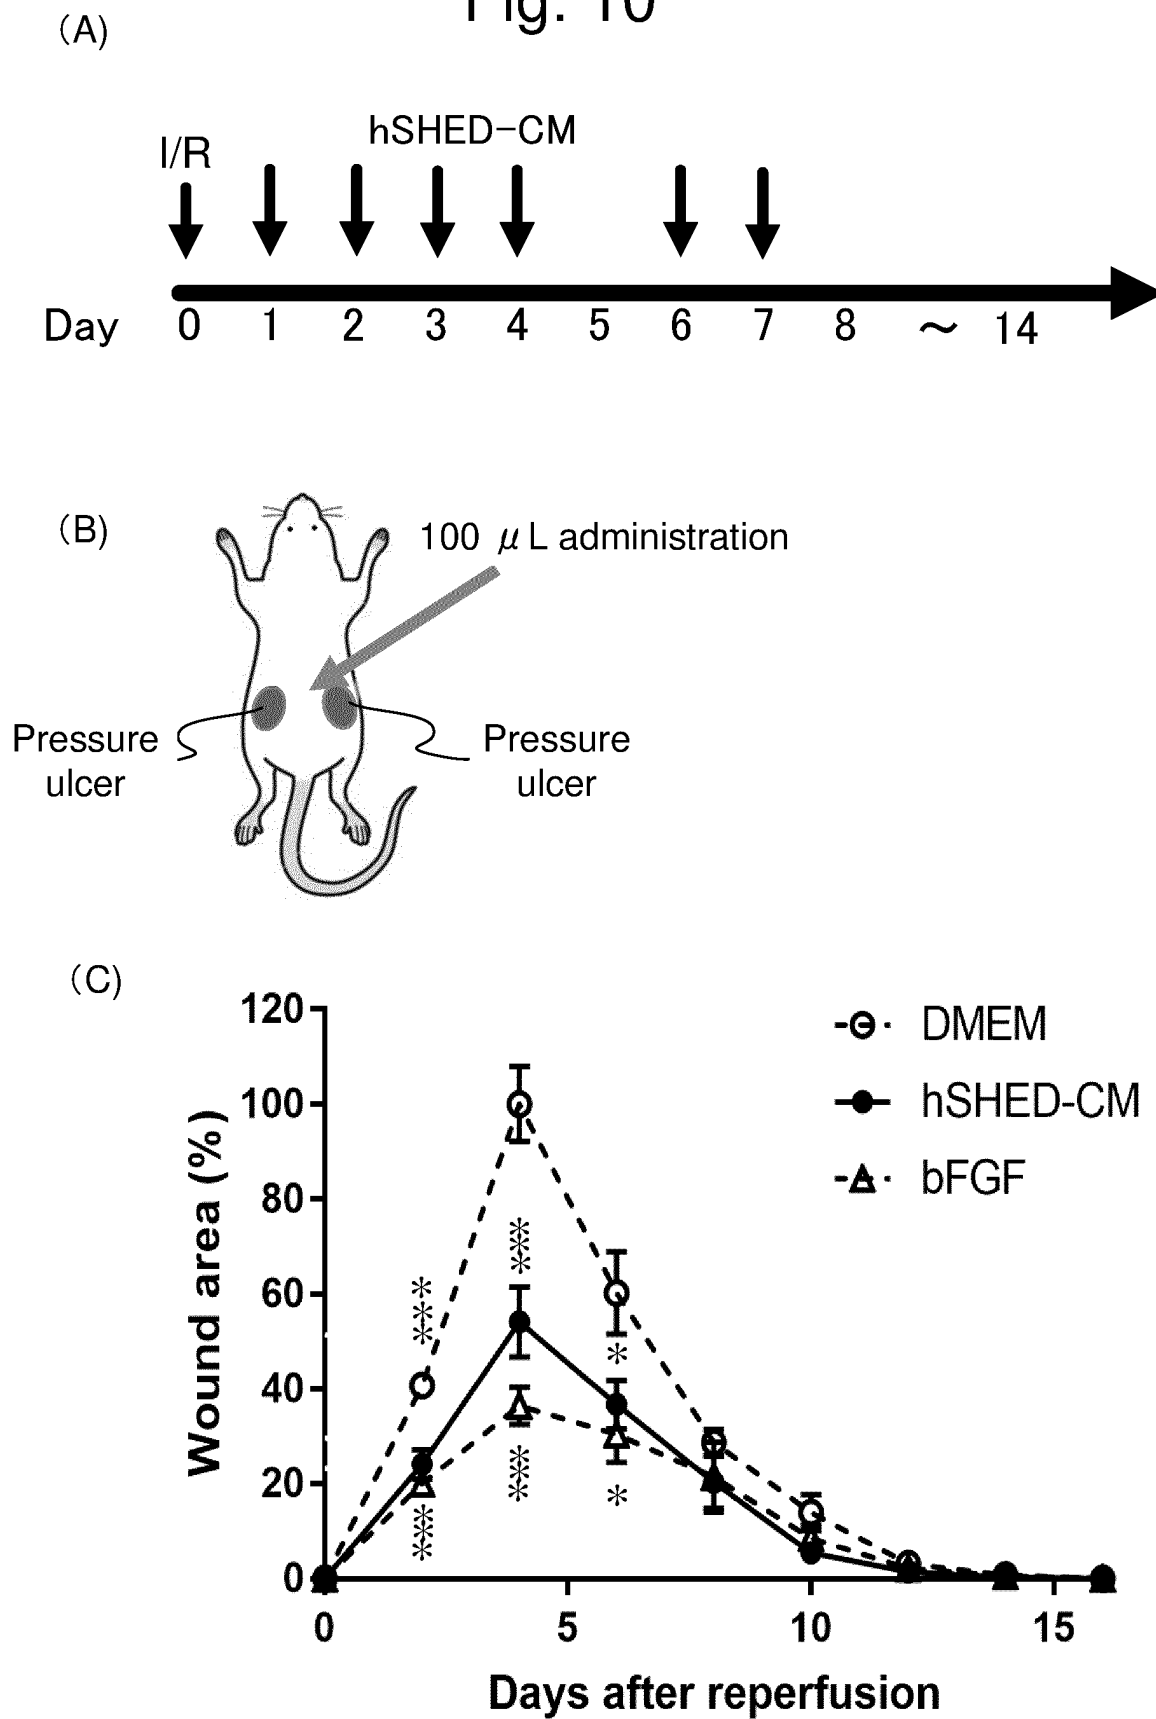 Fig. 10
(A)
hSHED-CM
I/R
Day 0 1 2 3 4 5 6 7 8 ~ 14
(B)
100 μL administration
Pressure ulcer
Pressure ulcer
(C)
120
100
80
60
40
20
0
Wound area (%)
***
***
*
***
***
*
DMEM
hSHED-CM
bFGF
0 5 10 15
Days after reperfusion